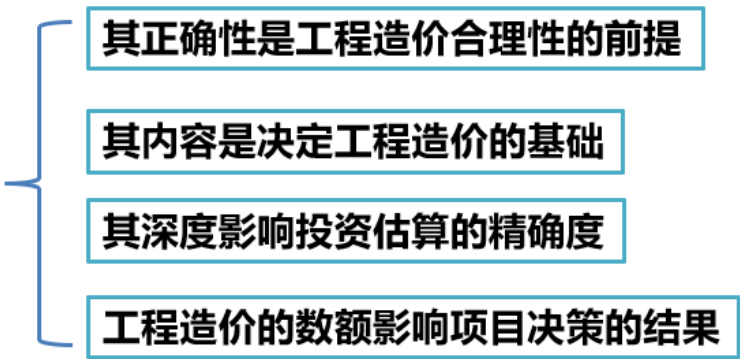 其正确性是工程造价合理性的前提
其内容是决定工程造价的基础
其深度影响投资估算的精确度
工程造价的数额影响项目决策的结果